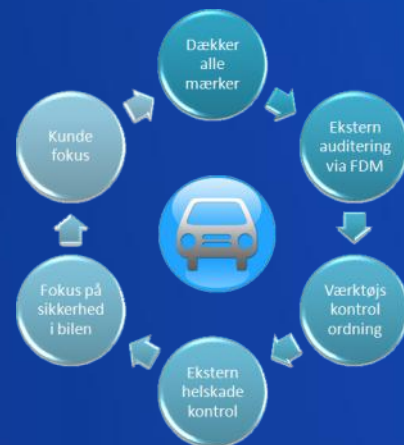 Dækker
alle
mærker
Ekstern
auditering
via FDM
Værktøjs
kontrol
ordning
Ekstern
helskade
kontrol
Fokus på
sikkerhed
i bilen
Kunde
fokus